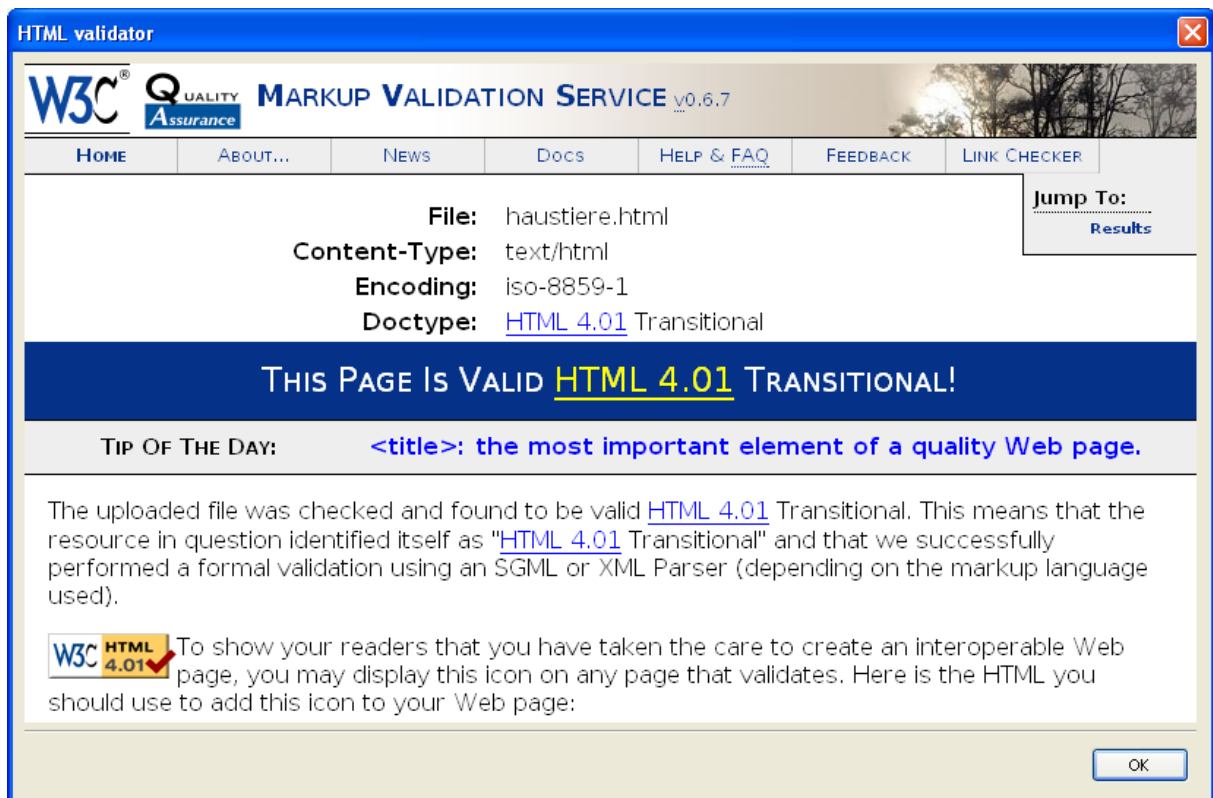 HTML validator
W3C® QUALITY Assurance MARKUP VALIDATION SERVICE v0.6.7
HOME ABOUT... NEWS DOCS HELP & FAQ FEEDBACK LINK CHECKER
Jump To:
Results
File: haustiere.html
Content-Type: text/html
Encoding: iso-8859-1
Doctype: HTML 4.01 Transitional
THIS PAGE IS VALID HTML 4.01 TRANSITIONAL!
TIP OF THE DAY: <title>: the most important element of a quality Web page.
The uploaded file was checked and found to be valid HTML 4.01 Transitional. This means that the
resource in question identified itself as "HTML 4.01 Transitional" and that we successfully
performed a formal validation using an SGML or XML Parser (depending on the markup language
used).
W3C HTML 4.01 To show your readers that you have taken the care to create an interoperable Web
page, you may display this icon on any page that validates. Here is the HTML you
should use to add this icon to your Web page:
OK